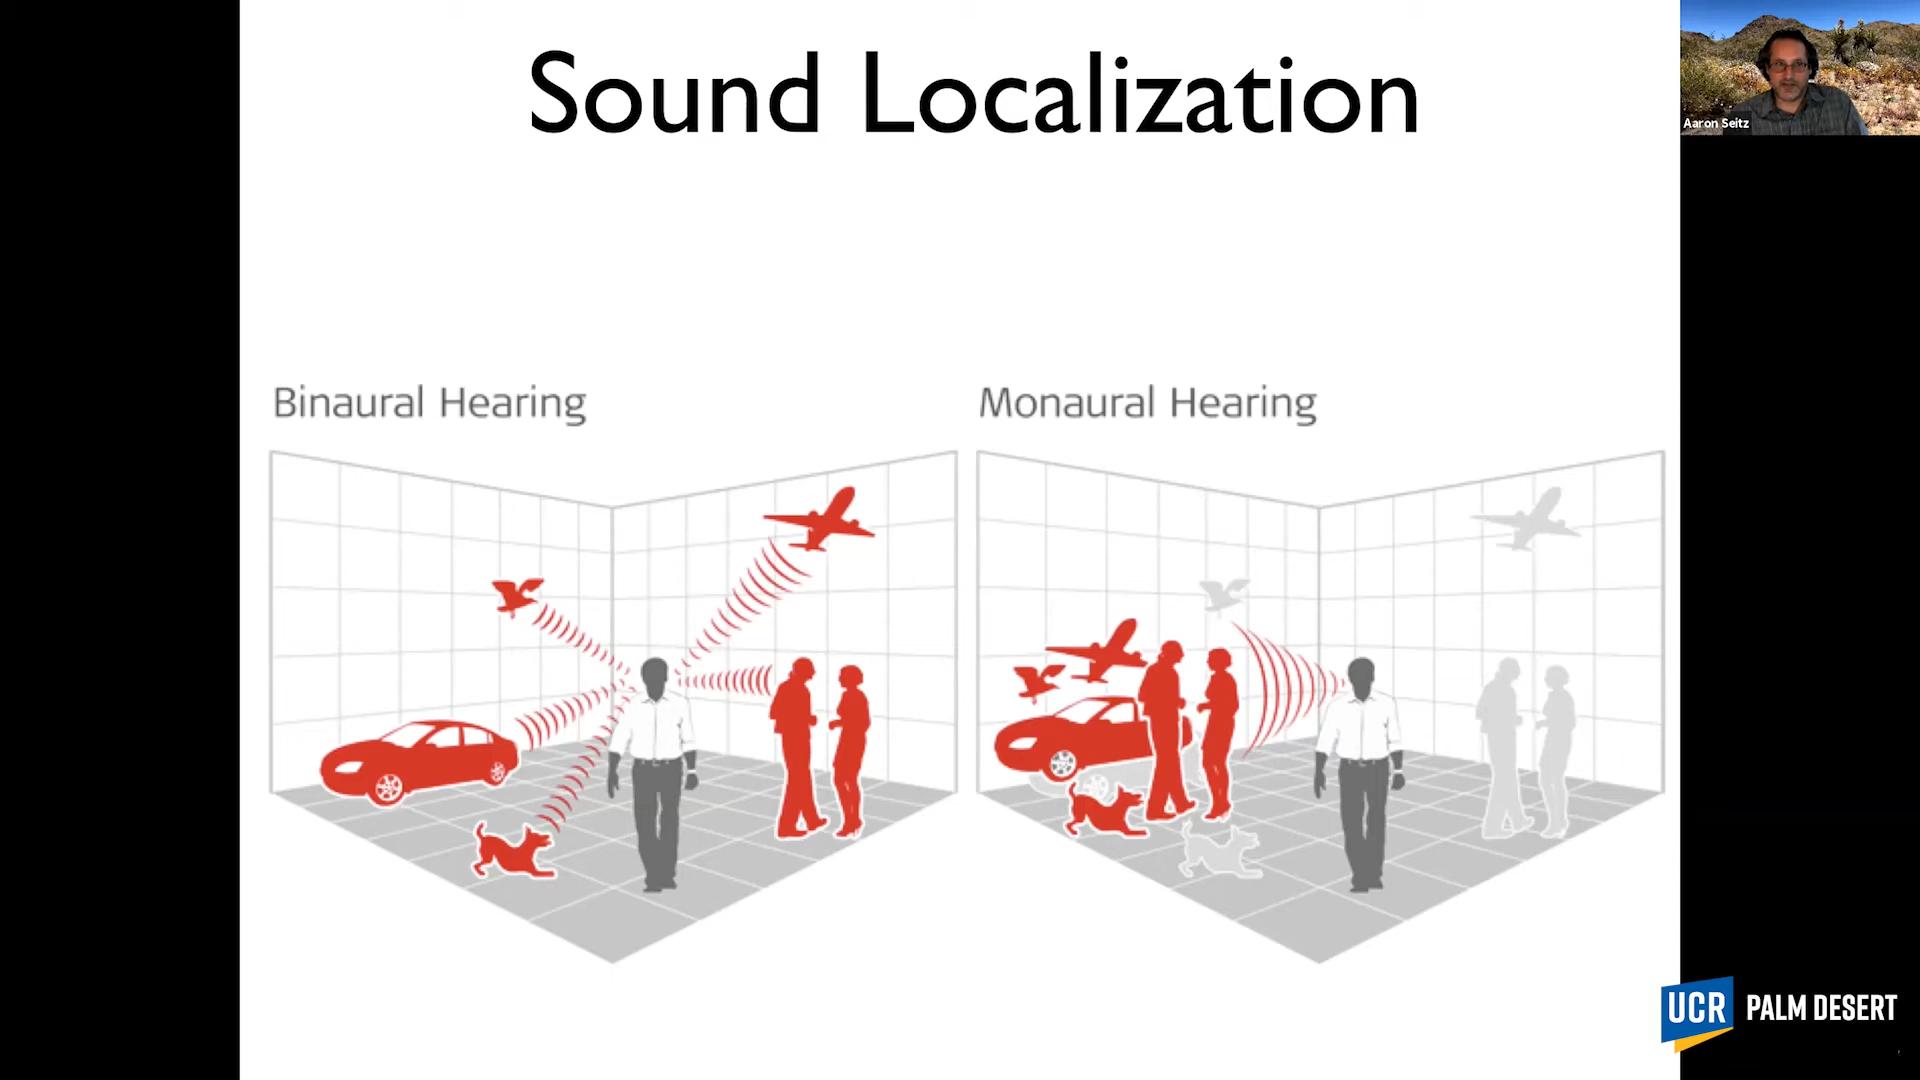 Sound Localization
Aaron Seitz
Binaural Hearing
Monaural Hearing
UCR PALM DESERT